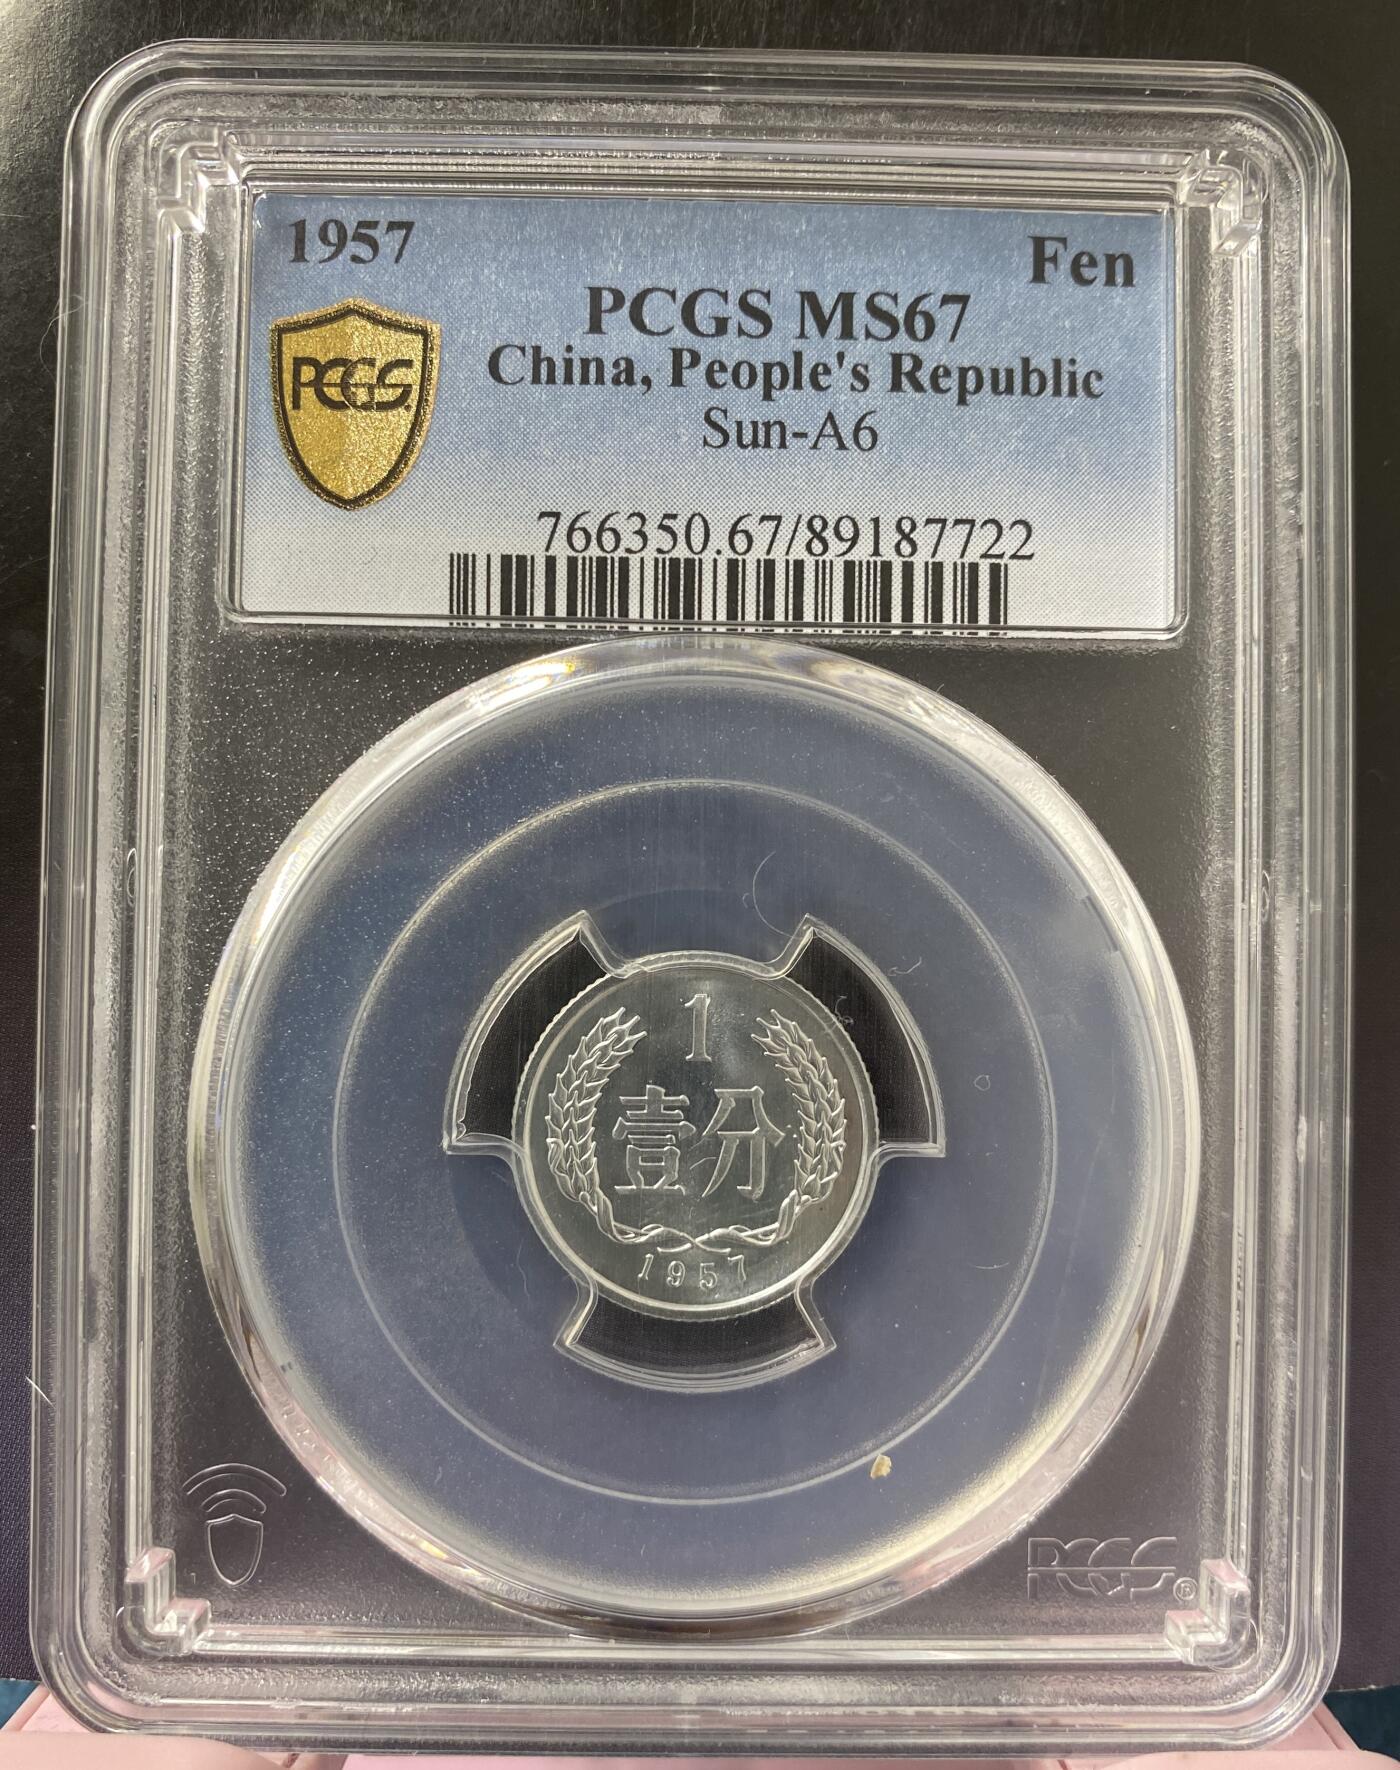 1957
Fen
PCGS MS67
China, People's Republic
Sun-A6
PCGS
766350.67/89187722
1
壹分
1957
PCGS®